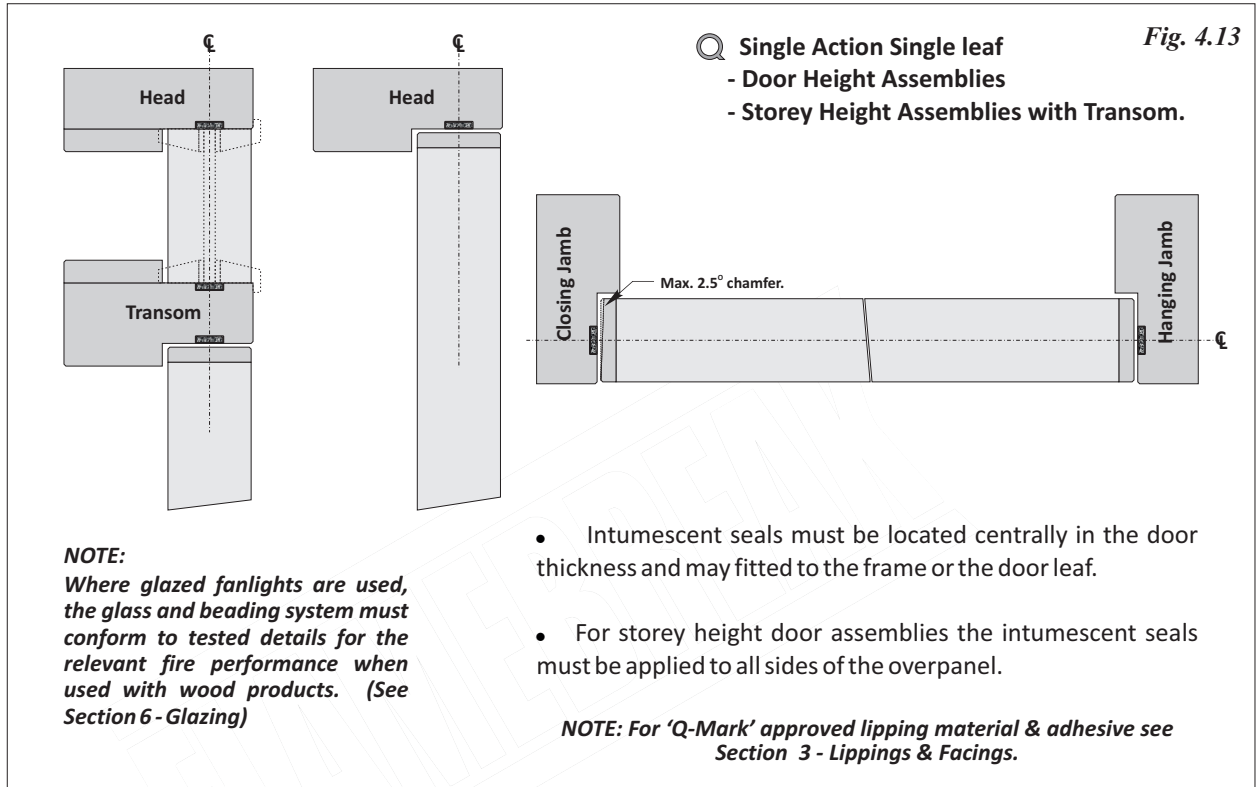 Fig. 4.13
Single Action Single leaf
- Door Height Assemblies
- Storey Height Assemblies with Transom.
℄
℄
Head
Head
Transom
Closing Jamb
Max. 2.5° chamfer.
Hanging Jamb
℄
NOTE:
Where glazed fanlights are used,
the glass and beading system must
conform to tested details for the
relevant fire performance when
used with wood products. (See
Section 6 - Glazing)
• Intumescent seals must be located centrally in the door
thickness and may fitted to the frame or the door leaf.
• For storey height door assemblies the intumescent seals
must be applied to all sides of the overpanel.
NOTE: For ‘Q-Mark’ approved lipping material & adhesive see
Section 3 - Lippings & Facings.
FLAMEBREAK